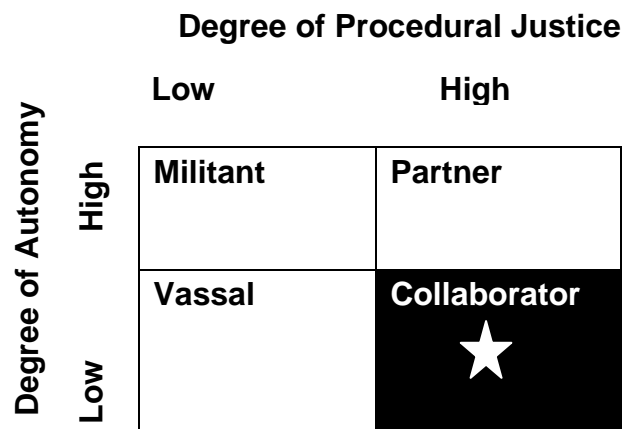 Degree of Procedural Justice
Low High
Degree of Autonomy
High
Militant Partner
Low
Vassal Collaborator